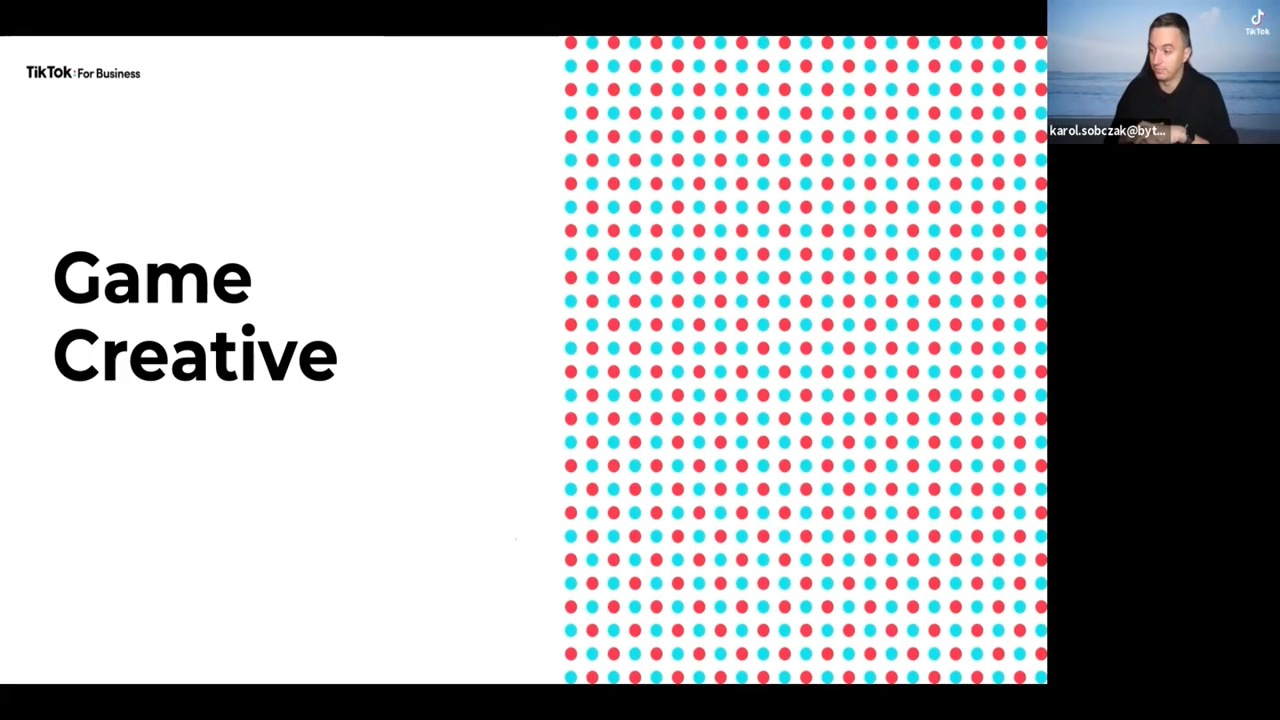 TikTok: For Business
Game
Creative
TikTok
karol.sobczak@byt...